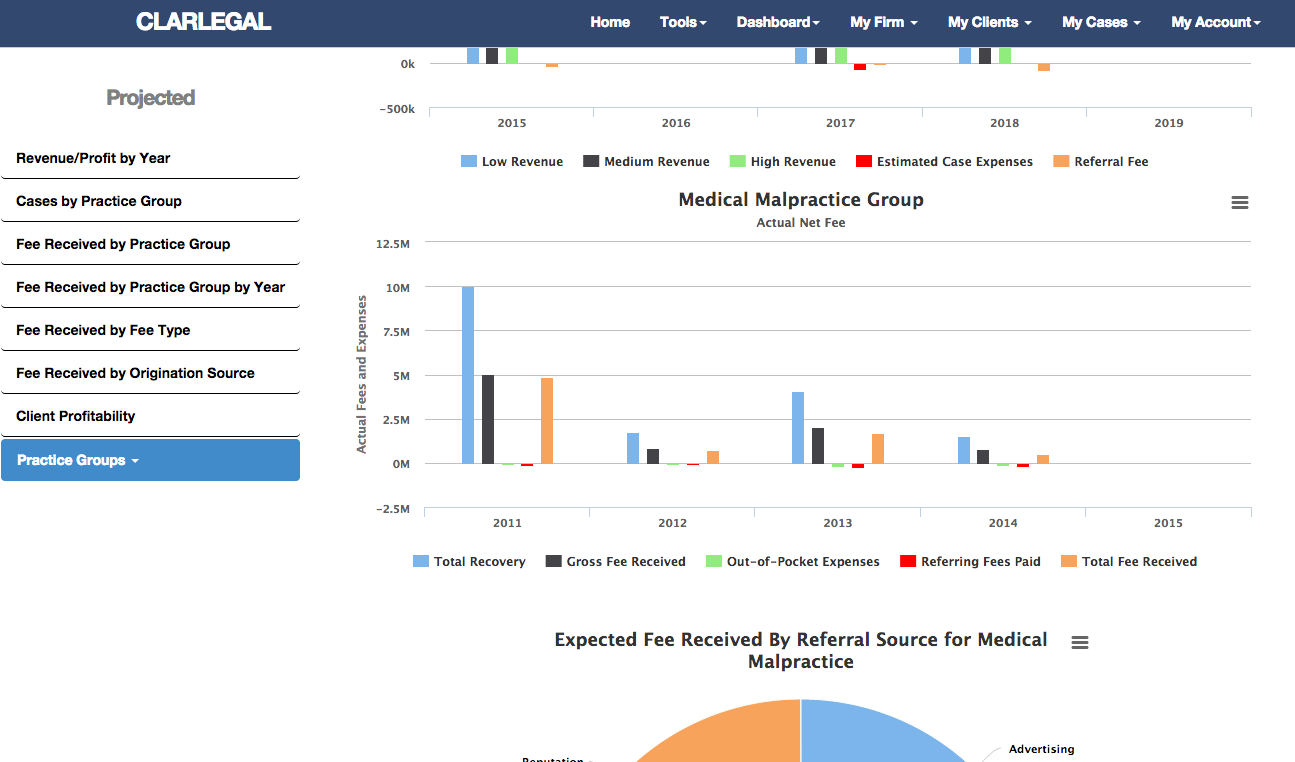 CLARLEGAL
Home Tools Dashboard My Firm My Clients My Cases My Account
Projected
Revenue/Profit by Year
Cases by Practice Group
Fee Received by Practice Group
Fee Received by Practice Group by Year
Fee Received by Fee Type
Fee Received by Origination Source
Client Profitability
Practice Groups
0k
−500k
2015 2016 2017 2018 2019
Low Revenue Medium Revenue High Revenue Estimated Case Expenses Referral Fee
Medical Malpractice Group
Actual Net Fee
Actual Fees and Expenses
12.5M
10M
7.5M
5M
2.5M
0M
−2.5M
2011 2012 2013 2014 2015
Total Recovery Gross Fee Received Out-of-Pocket Expenses Referring Fees Paid Total Fee Received
Expected Fee Received By Referral Source for Medical
Malpractice
Advertising
Reputation